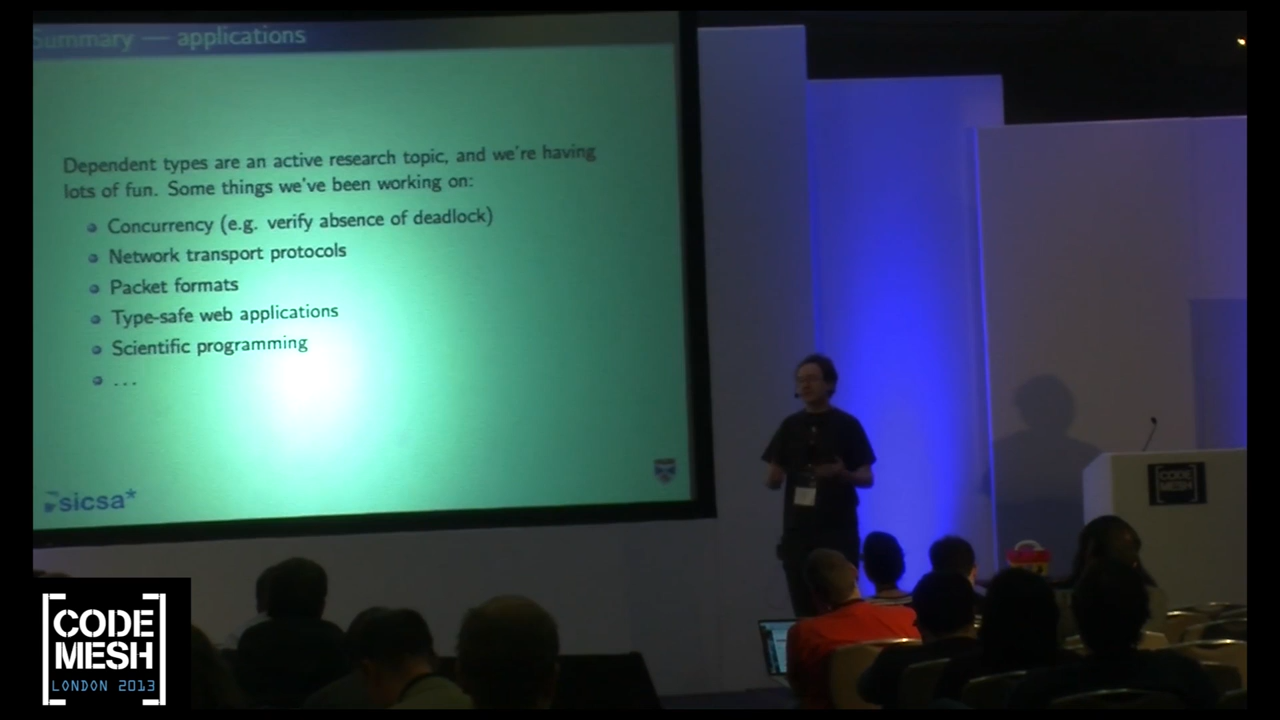 Summary — applications
Dependent types are an active research topic, and we're having
lots of fun. Some things we've been working on:
Concurrency (e.g. verify absence of deadlock)
Network transport protocols
Packet formats
Type-safe web applications
Scientific programming
...
sicsa*
CODE
MESH
CODE
MESH
LONDON 2013